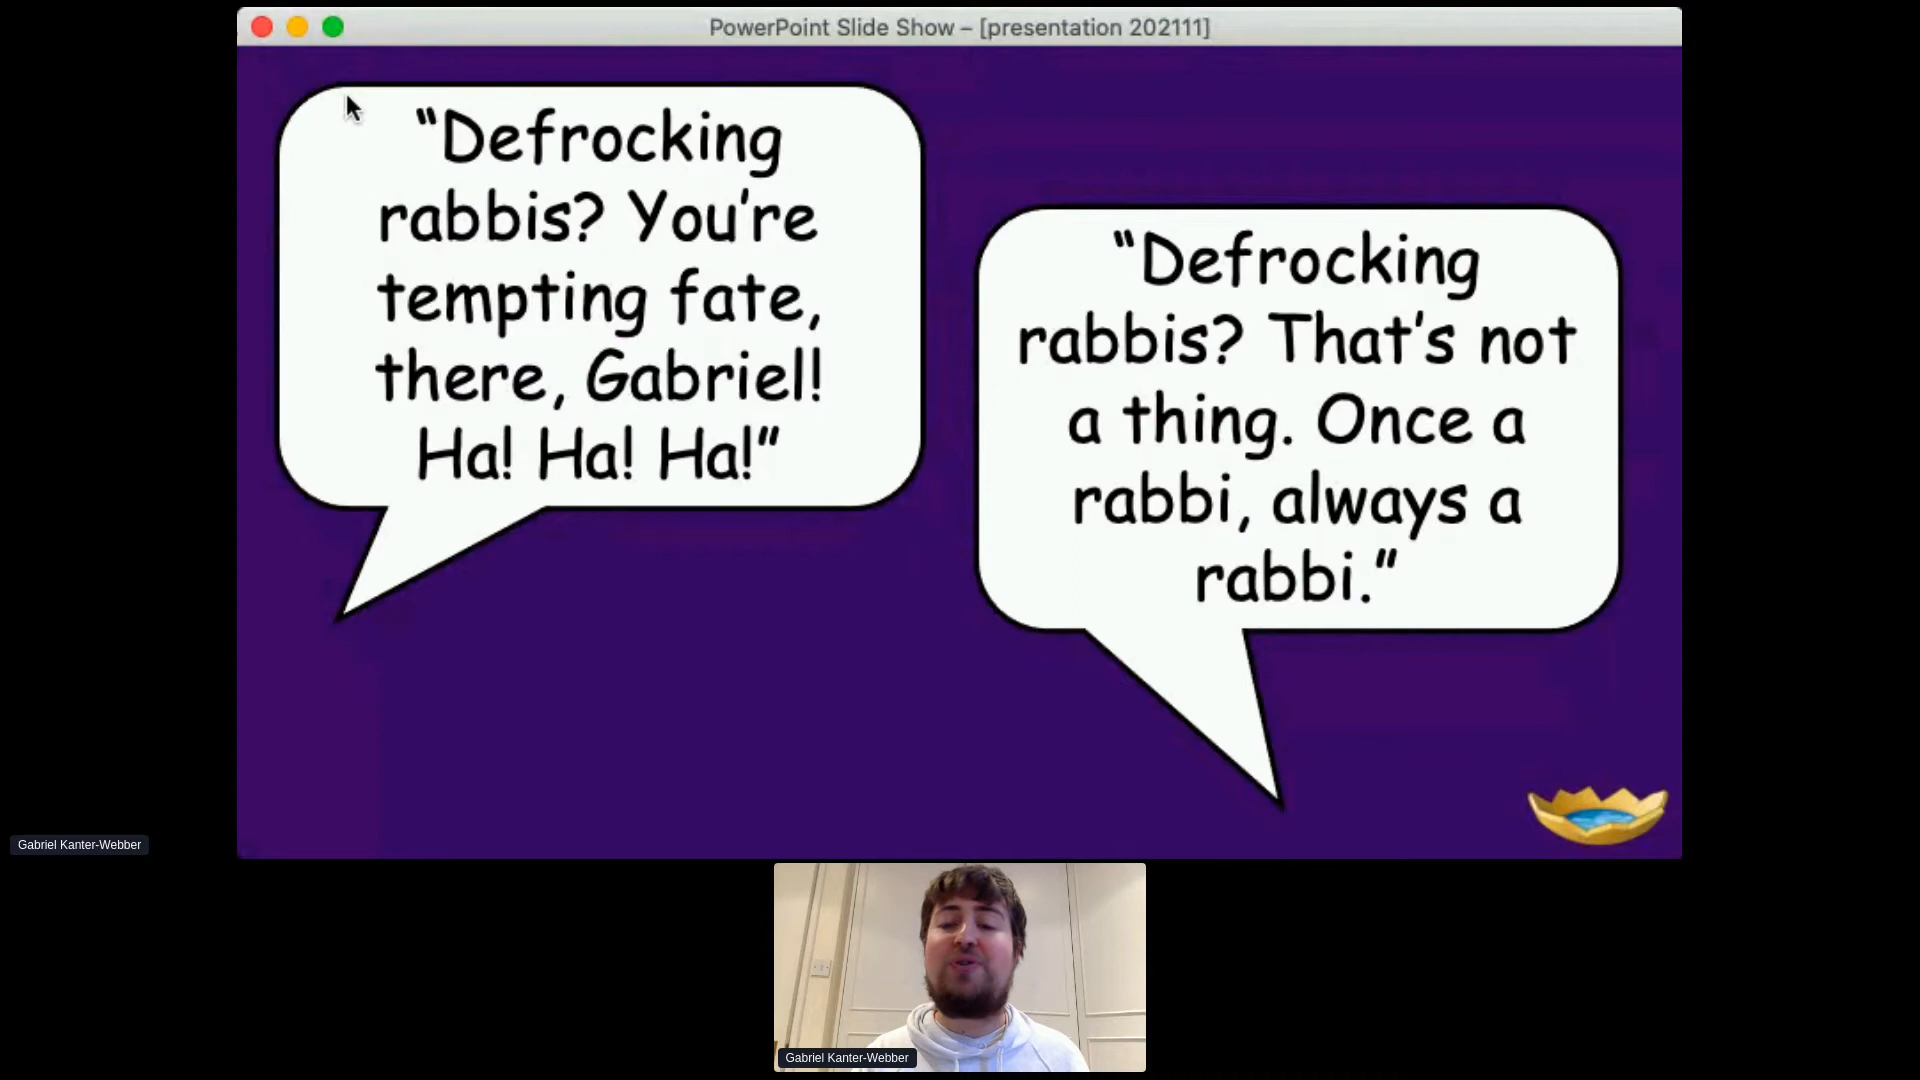 PowerPoint Slide Show – [presentation 202111]
“Defrocking
rabbis? You’re
tempting fate,
there, Gabriel!
Ha! Ha! Ha!”
“Defrocking
rabbis? That’s not
a thing. Once a
rabbi, always a
rabbi.”
Gabriel Kanter-Webber
Gabriel Kanter-Webber